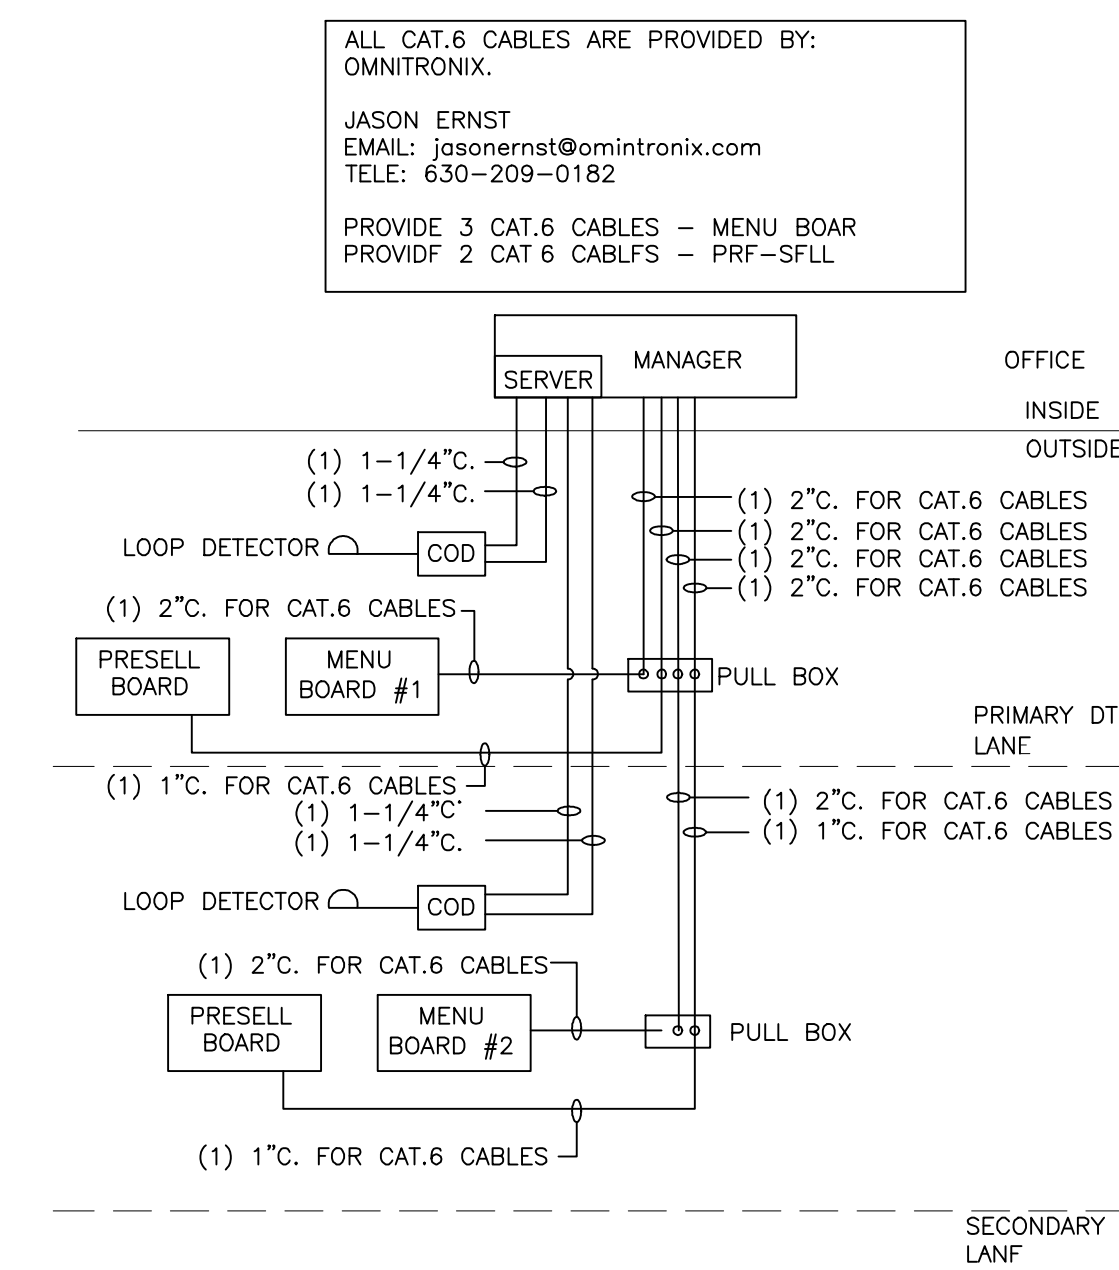 ALL CAT.6 CABLES ARE PROVIDED BY:
OMNITRONIX.
JASON ERNST
EMAIL: jasonernst@omintronix.com
TELE: 630-209-0182
PROVIDE 3 CAT.6 CABLES - MENU BOAR
PROVIDF 2 CAT 6 CABLFS - PRF-SFLL
MANAGER
SERVER
OFFICE
INSIDE
OUTSIDE
(1) 1-1/4"C.
(1) 1-1/4"C.
(1) 2"C. FOR CAT.6 CABLES
(1) 2"C. FOR CAT.6 CABLES
(1) 2"C. FOR CAT.6 CABLES
(1) 2"C. FOR CAT.6 CABLES
LOOP DETECTOR
COD
(1) 2"C. FOR CAT.6 CABLES
PRESELL
BOARD
MENU
BOARD #1
PULL BOX
PRIMARY DT
LANE
(1) 1"C. FOR CAT.6 CABLES
(1) 1-1/4"C.
(1) 1-1/4"C.
(1) 2"C. FOR CAT.6 CABLES
(1) 1"C. FOR CAT.6 CABLES
LOOP DETECTOR
COD
(1) 2"C. FOR CAT.6 CABLES
PRESELL
BOARD
MENU
BOARD #2
PULL BOX
(1) 1"C. FOR CAT.6 CABLES
SECONDARY
LANF